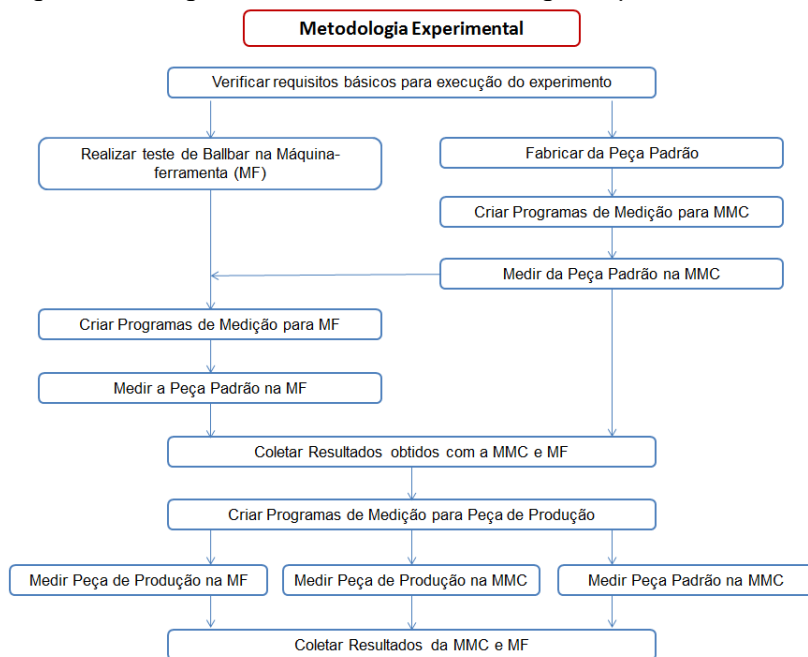 Metodologia Experimental
Verificar requisitos básicos para execução do experimento
Realizar teste de Ballbar na Máquina-
ferramenta (MF)
Fabricar da Peça Padrão
Criar Programas de Medição para MMC
Medir da Peça Padrão na MMC
Criar Programas de Medição para MF
Medir a Peça Padrão na MF
Coletar Resultados obtidos com a MMC e MF
Criar Programas de Medição para Peça de Produção
Medir Peça de Produção na MF
Medir Peça de Produção na MMC
Medir Peça Padrão na MMC
Coletar Resultados da MMC e MF